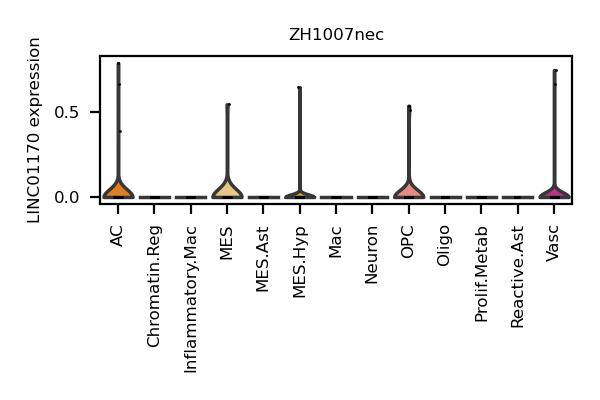 ZH1007nec
LINC01170 expression
0.5
0.0
AC
Chromatin.Reg
Inflammatory.Mac
MES
MES.Ast
MES.Hyp
Mac
Neuron
OPC
Oligo
Prolif.Metab
Reactive.Ast
Vasc